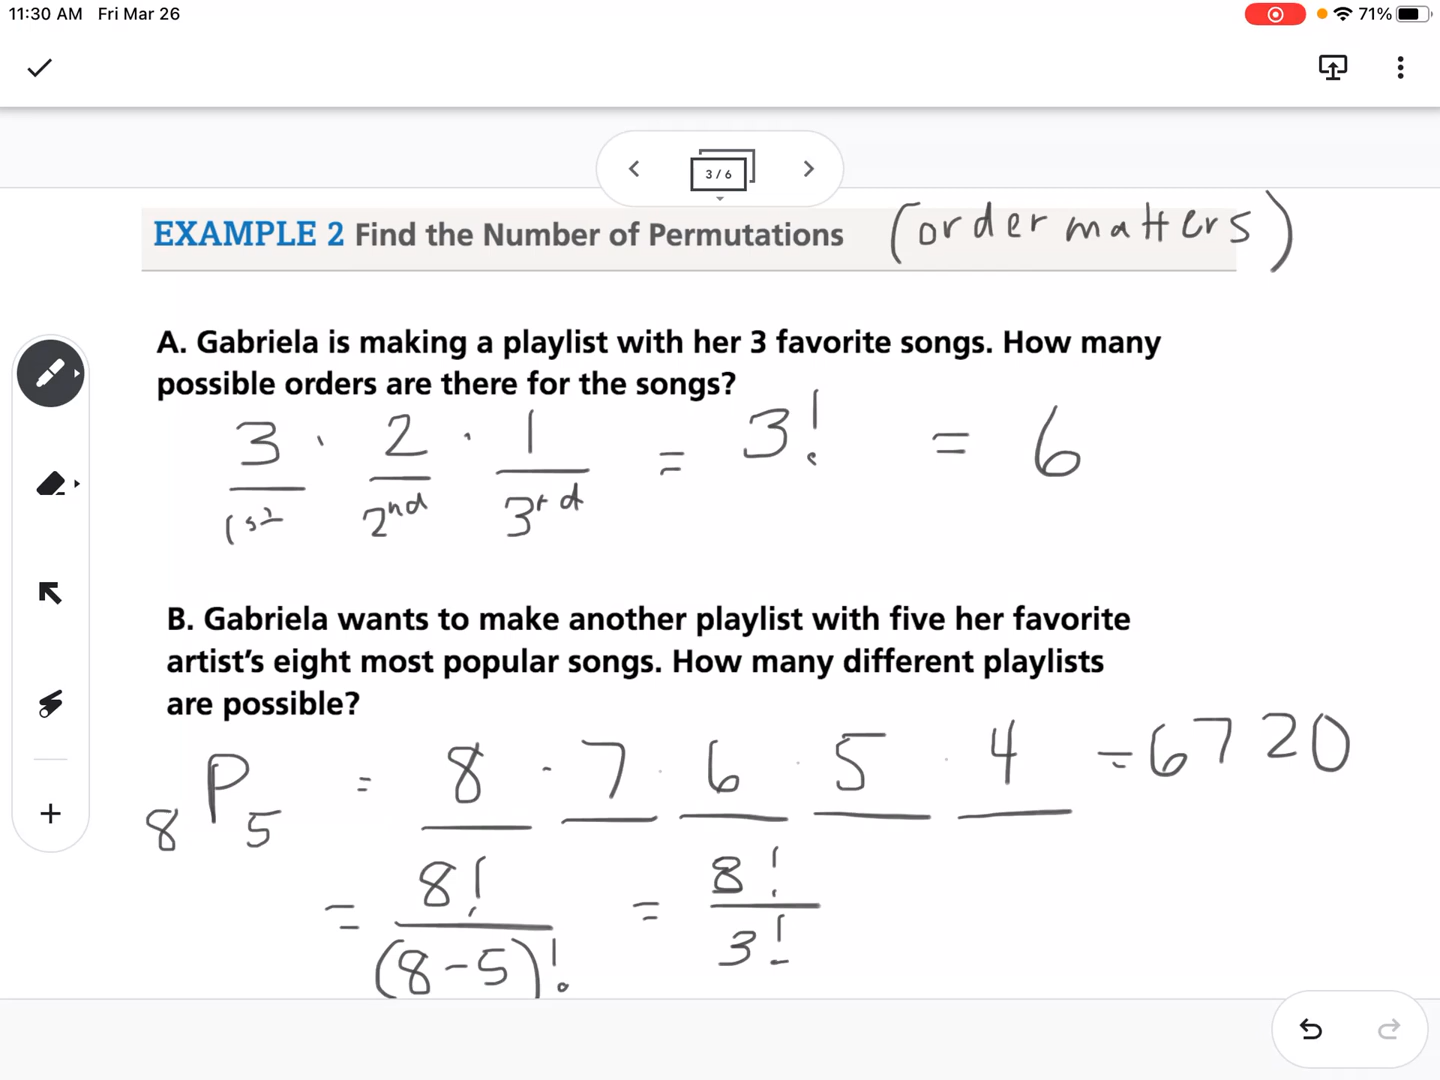 11:30 AM Fri Mar 26 71%
3 / 6
EXAMPLE 2 Find the Number of Permutations (order matters)
A. Gabriela is making a playlist with her 3 favorite songs. How many
possible orders are there for the songs?
3 · 2 · 1 = 3! = 6
1st 2nd 3rd
B. Gabriela wants to make another playlist with five her favorite
artist's eight most popular songs. How many different playlists
are possible?
8P5 = 8 · 7 · 6 · 5 · 4 = 6720
= 8! = 8!
(8-5)! 3!